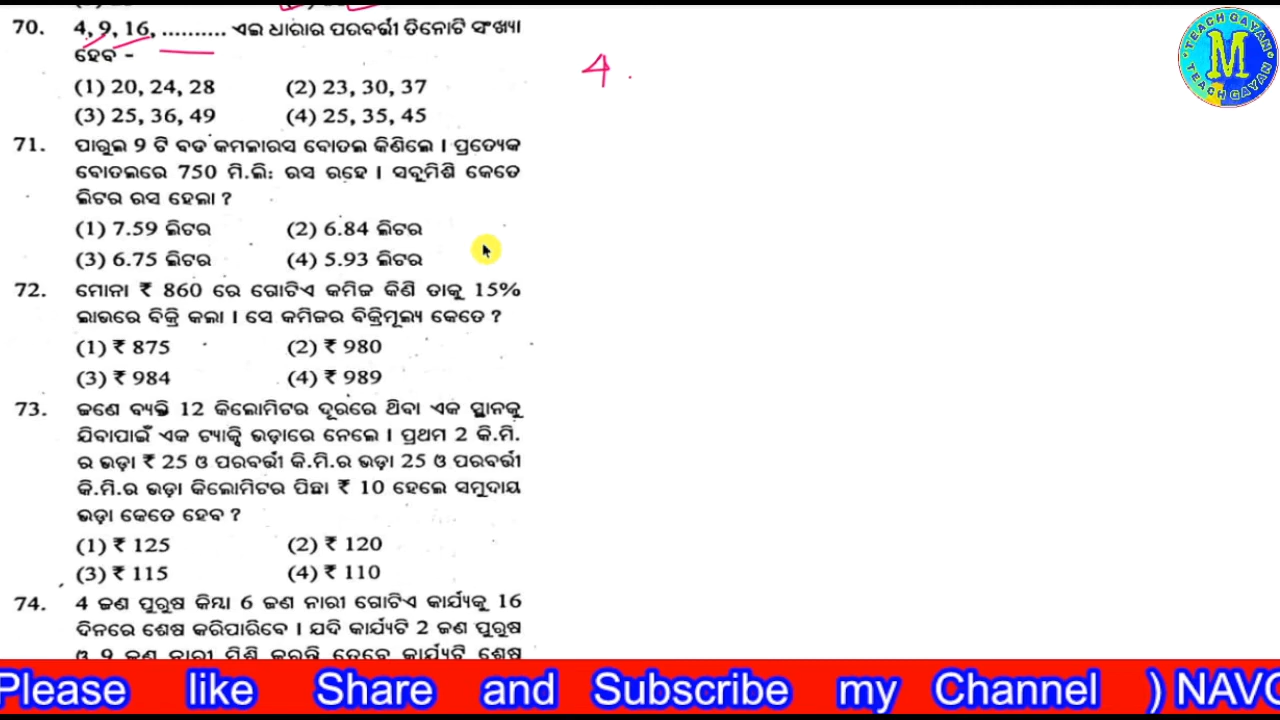 70. 4, 9, 16, .......... ଏଇ ଧାରାର ପରବର୍ତ୍ତୀ ତିନୋଟି ସଂଖ୍ୟା
ହେବ -
(1) 20, 24, 28 (2) 23, 30, 37
(3) 25, 36, 49 (4) 25, 35, 45
4
71. ପାରୁଲ 9 ଟି ବଡ କମଳାରସ ବୋତଲ କିଣିଲେ । ପ୍ରତ୍ୟେକ
ବୋତଲରେ 750 ମି.ଲି: ରସ ରହେ । ସବୁମିଶି କେତେ
ଲିଟର ରସ ହେଲା ?
(1) 7.59 ଲିଟର (2) 6.84 ଲିଟର
(3) 6.75 ଲିଟର (4) 5.93 ଲିଟର
72. ମୋନା ₹ 860 ରେ ଗୋଟିଏ କମିଜ କିଣି ତାକୁ 15%
ଲାଭରେ ବିକ୍ରି କଲା । ସେ କମିଜର ବିକ୍ରିମୂଲ୍ୟ କେତେ ?
(1) ₹ 875 (2) ₹ 980
(3) ₹ 984 (4) ₹ 989
73. ଜଣେ ବ୍ୟକ୍ତି 12 କିଲୋମିଟର ଦୂରରେ ଥିବା ଏକ ସ୍ଥାନକୁ
ଯିବାପାଇଁ ଏକ ଟ୍ୟାକ୍ସି ଭଡ଼ାରେ ନେଲେ । ପ୍ରଥମ 2 କି.ମି.
ର ଭଡ଼ା ₹ 25 ଓ ପରବର୍ତ୍ତୀ କି.ମି.ର ଭଡ଼ା 25 ଓ ପରବର୍ତ୍ତୀ
କି.ମି.ର ଭଡ଼ା କିଲୋମିଟର ପିଛା ₹ 10 ହେଲେ ସମୁଦାୟ
ଭଡ଼ା କେତେ ହେବ ?
(1) ₹ 125 (2) ₹ 120
(3) ₹ 115 (4) ₹ 110
74. 4 ଜଣ ପୁରୁଷ କିମ୍ବା 6 ଜଣ ନାରୀ ଗୋଟିଏ କାର୍ଯ୍ୟକୁ 16
ଦିନରେ ଶେଷ କରିପାରିବେ । ଯଦି କାର୍ଯ୍ୟଟି 2 ଜଣ ପୁରୁଷ
ଓ 9 ଜଣ ନାରୀ ମିଶି କରନ୍ତି ତେବେ କାର୍ଯ୍ୟଟି ଶେଷ
TEACH GAYAN
M
TEACH GAYAN
Please like Share and Subscribe my Channel ) NAVO